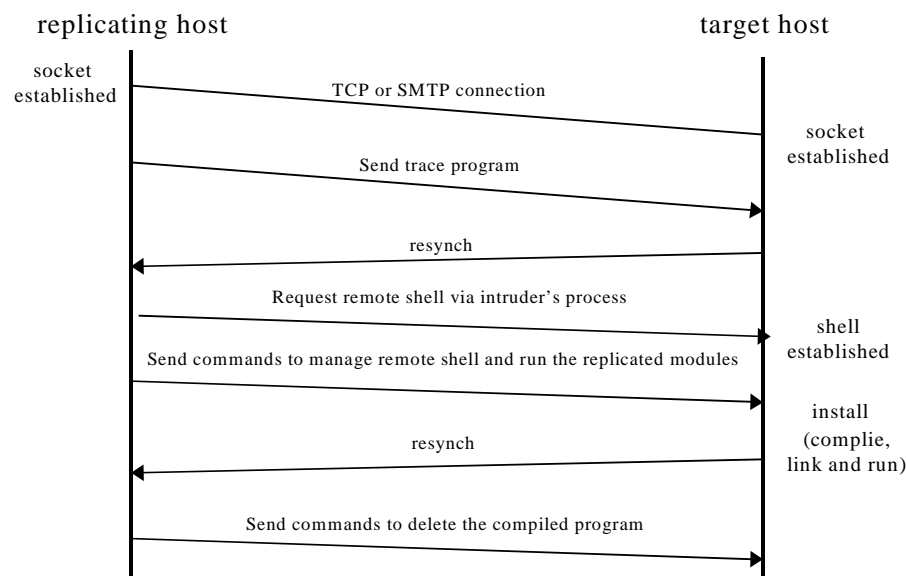 replicating host
target host
socket
established
TCP or SMTP connection
socket
established
Send trace program
resynch
Request remote shell via intruder's process
shell
established
Send commands to manage remote shell and run the replicated modules
install
(complie,
link and run)
resynch
Send commands to delete the compiled program